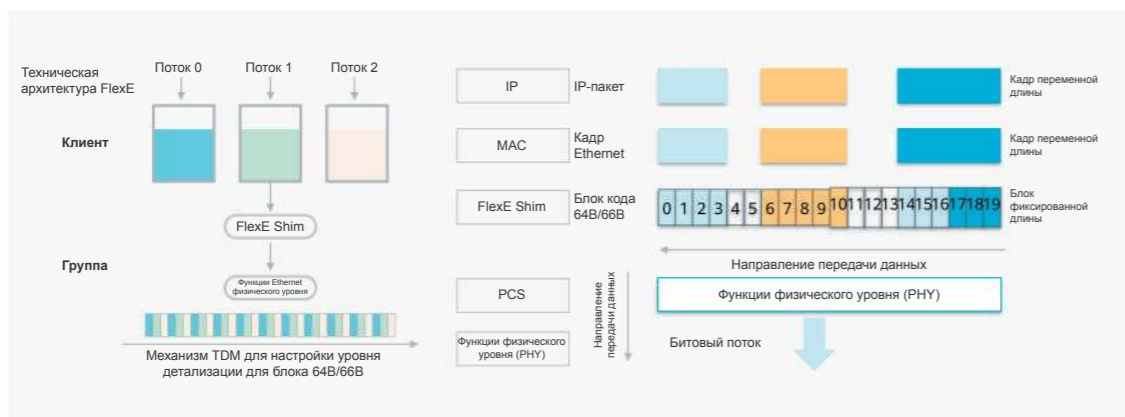 Техническая
архитектура FlexE
Поток 0
Поток 1
Поток 2
Клиент
FlexE Shim
Группа
Функции Ethernet
физического уровня
Механизм TDM для настройки уровня
детализации для блока 64B/66B
IP
IP-пакет
Кадр переменной
длины
MAC
Кадр
Ethernet
Кадр переменной
длины
FlexE Shim
Блок кода
64B/66B
0 1 2 3 4 5 6 7 8 9 10 11 12 13 14 15 16 17 18 19
Блок
фиксированной
длины
Направление передачи данных
PCS
Функции физического
уровня (PHY)
Направление
передачи данных
Функции физического уровня (PHY)
Битовый поток